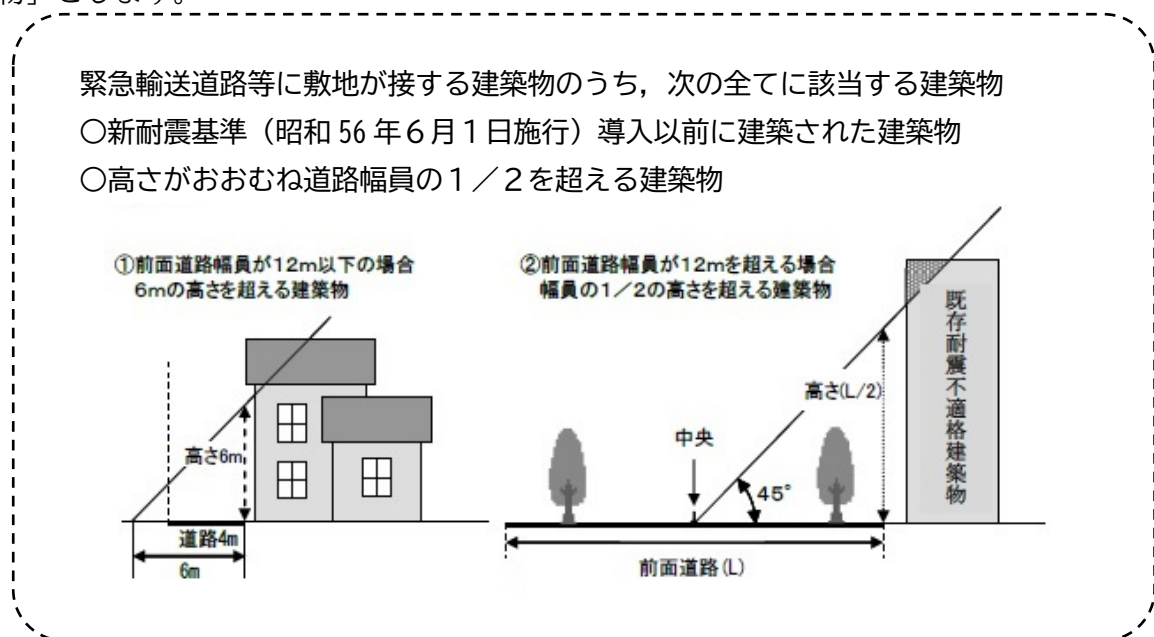 物」とします。
緊急輸送道路等に敷地が接する建築物のうち，次の全てに該当する建築物
○新耐震基準（昭和 56 年６月１日施行）導入以前に建築された建築物
○高さがおおむね道路幅員の１／２を超える建築物
①前面道路幅員が12m以下の場合
6mの高さを超える建築物
高さ6m
道路4m
6m
②前面道路幅員が12mを超える場合
幅員の1／2の高さを超える建築物
既存耐震不適格建築物
高さ(L/2)
中央
45°
前面道路(L)